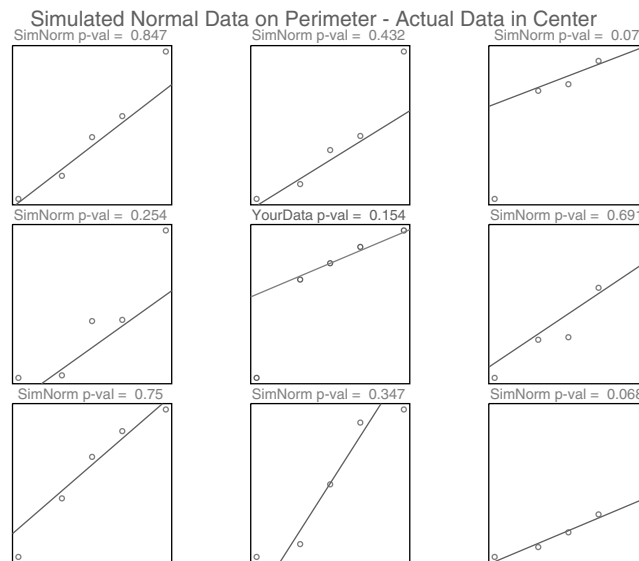 Simulated Normal Data on Perimeter - Actual Data in Center
SimNorm p-val = 0.847
SimNorm p-val = 0.432
SimNorm p-val = 0.07
SimNorm p-val = 0.254
YourData p-val = 0.154
SimNorm p-val = 0.691
SimNorm p-val = 0.75
SimNorm p-val = 0.347
SimNorm p-val = 0.068